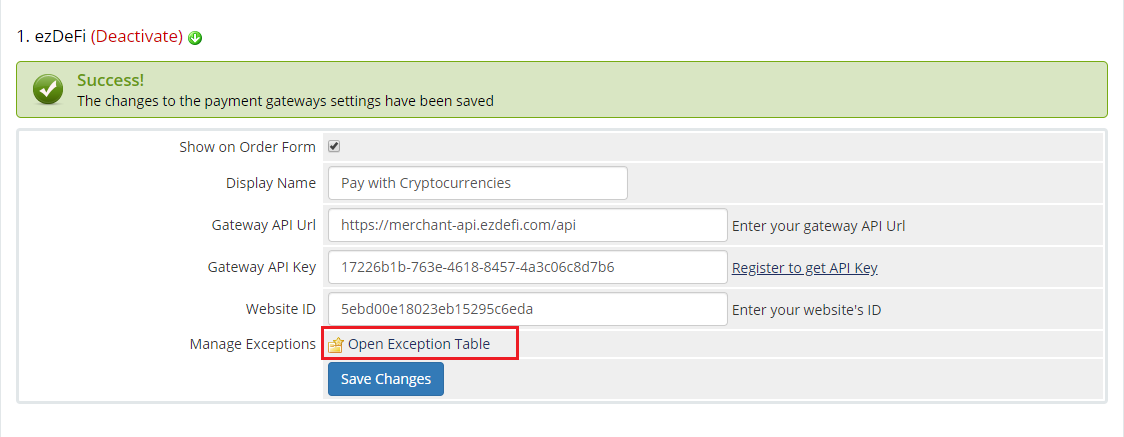 1. ezDeFi (Deactivate)
Success!
The changes to the payment gateways settings have been saved
Show on Order Form
Display Name Pay with Cryptocurrencies
Gateway API Url https://merchant-api.ezdefi.com/api Enter your gateway API Url
Gateway API Key 17226b1b-763e-4618-8457-4a3c06c8d7b6 Register to get API Key
Website ID 5ebd00e18023eb15295c6eda Enter your website's ID
Manage Exceptions Open Exception Table
Save Changes